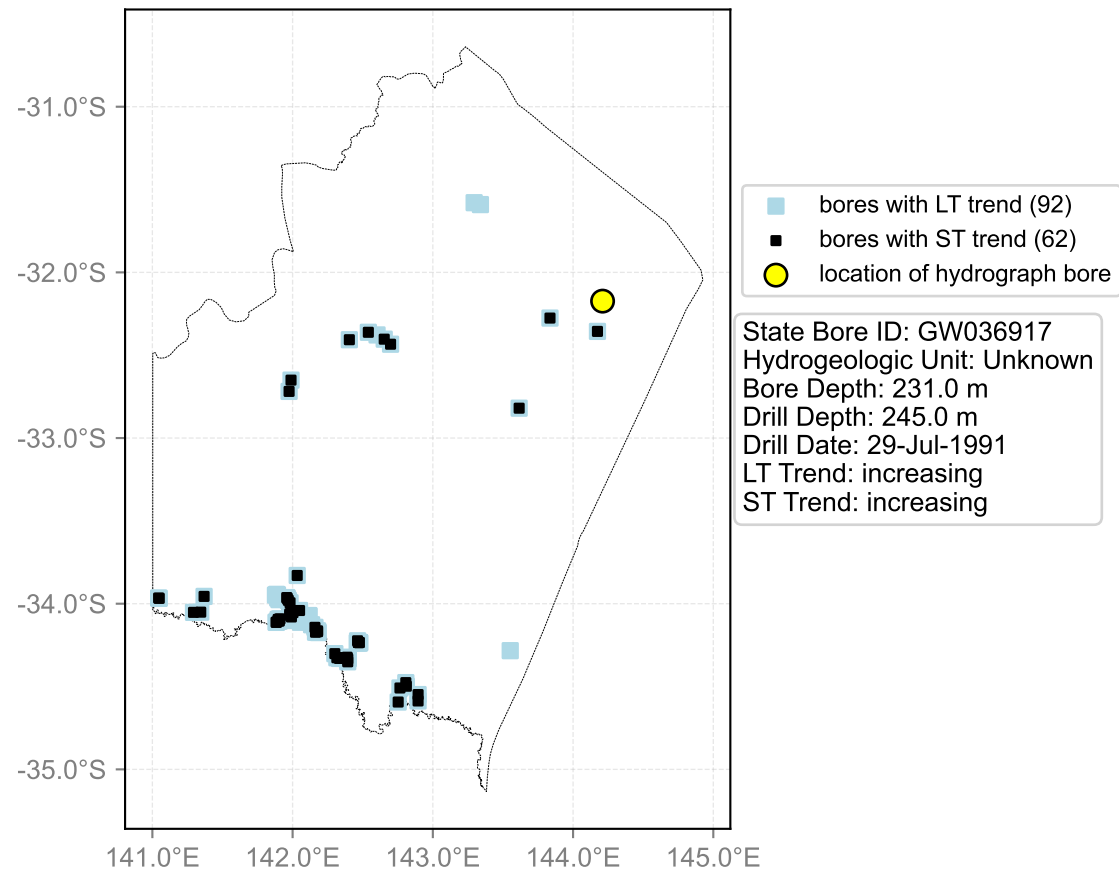 -31.0°S
-32.0°S
-33.0°S
-34.0°S
-35.0°S
141.0°E 142.0°E 143.0°E 144.0°E 145.0°E
bores with LT trend (92)
bores with ST trend (62)
location of hydrograph bore
State Bore ID: GW036917
Hydrogeologic Unit: Unknown
Bore Depth: 231.0 m
Drill Depth: 245.0 m
Drill Date: 29-Jul-1991
LT Trend: increasing
ST Trend: increasing